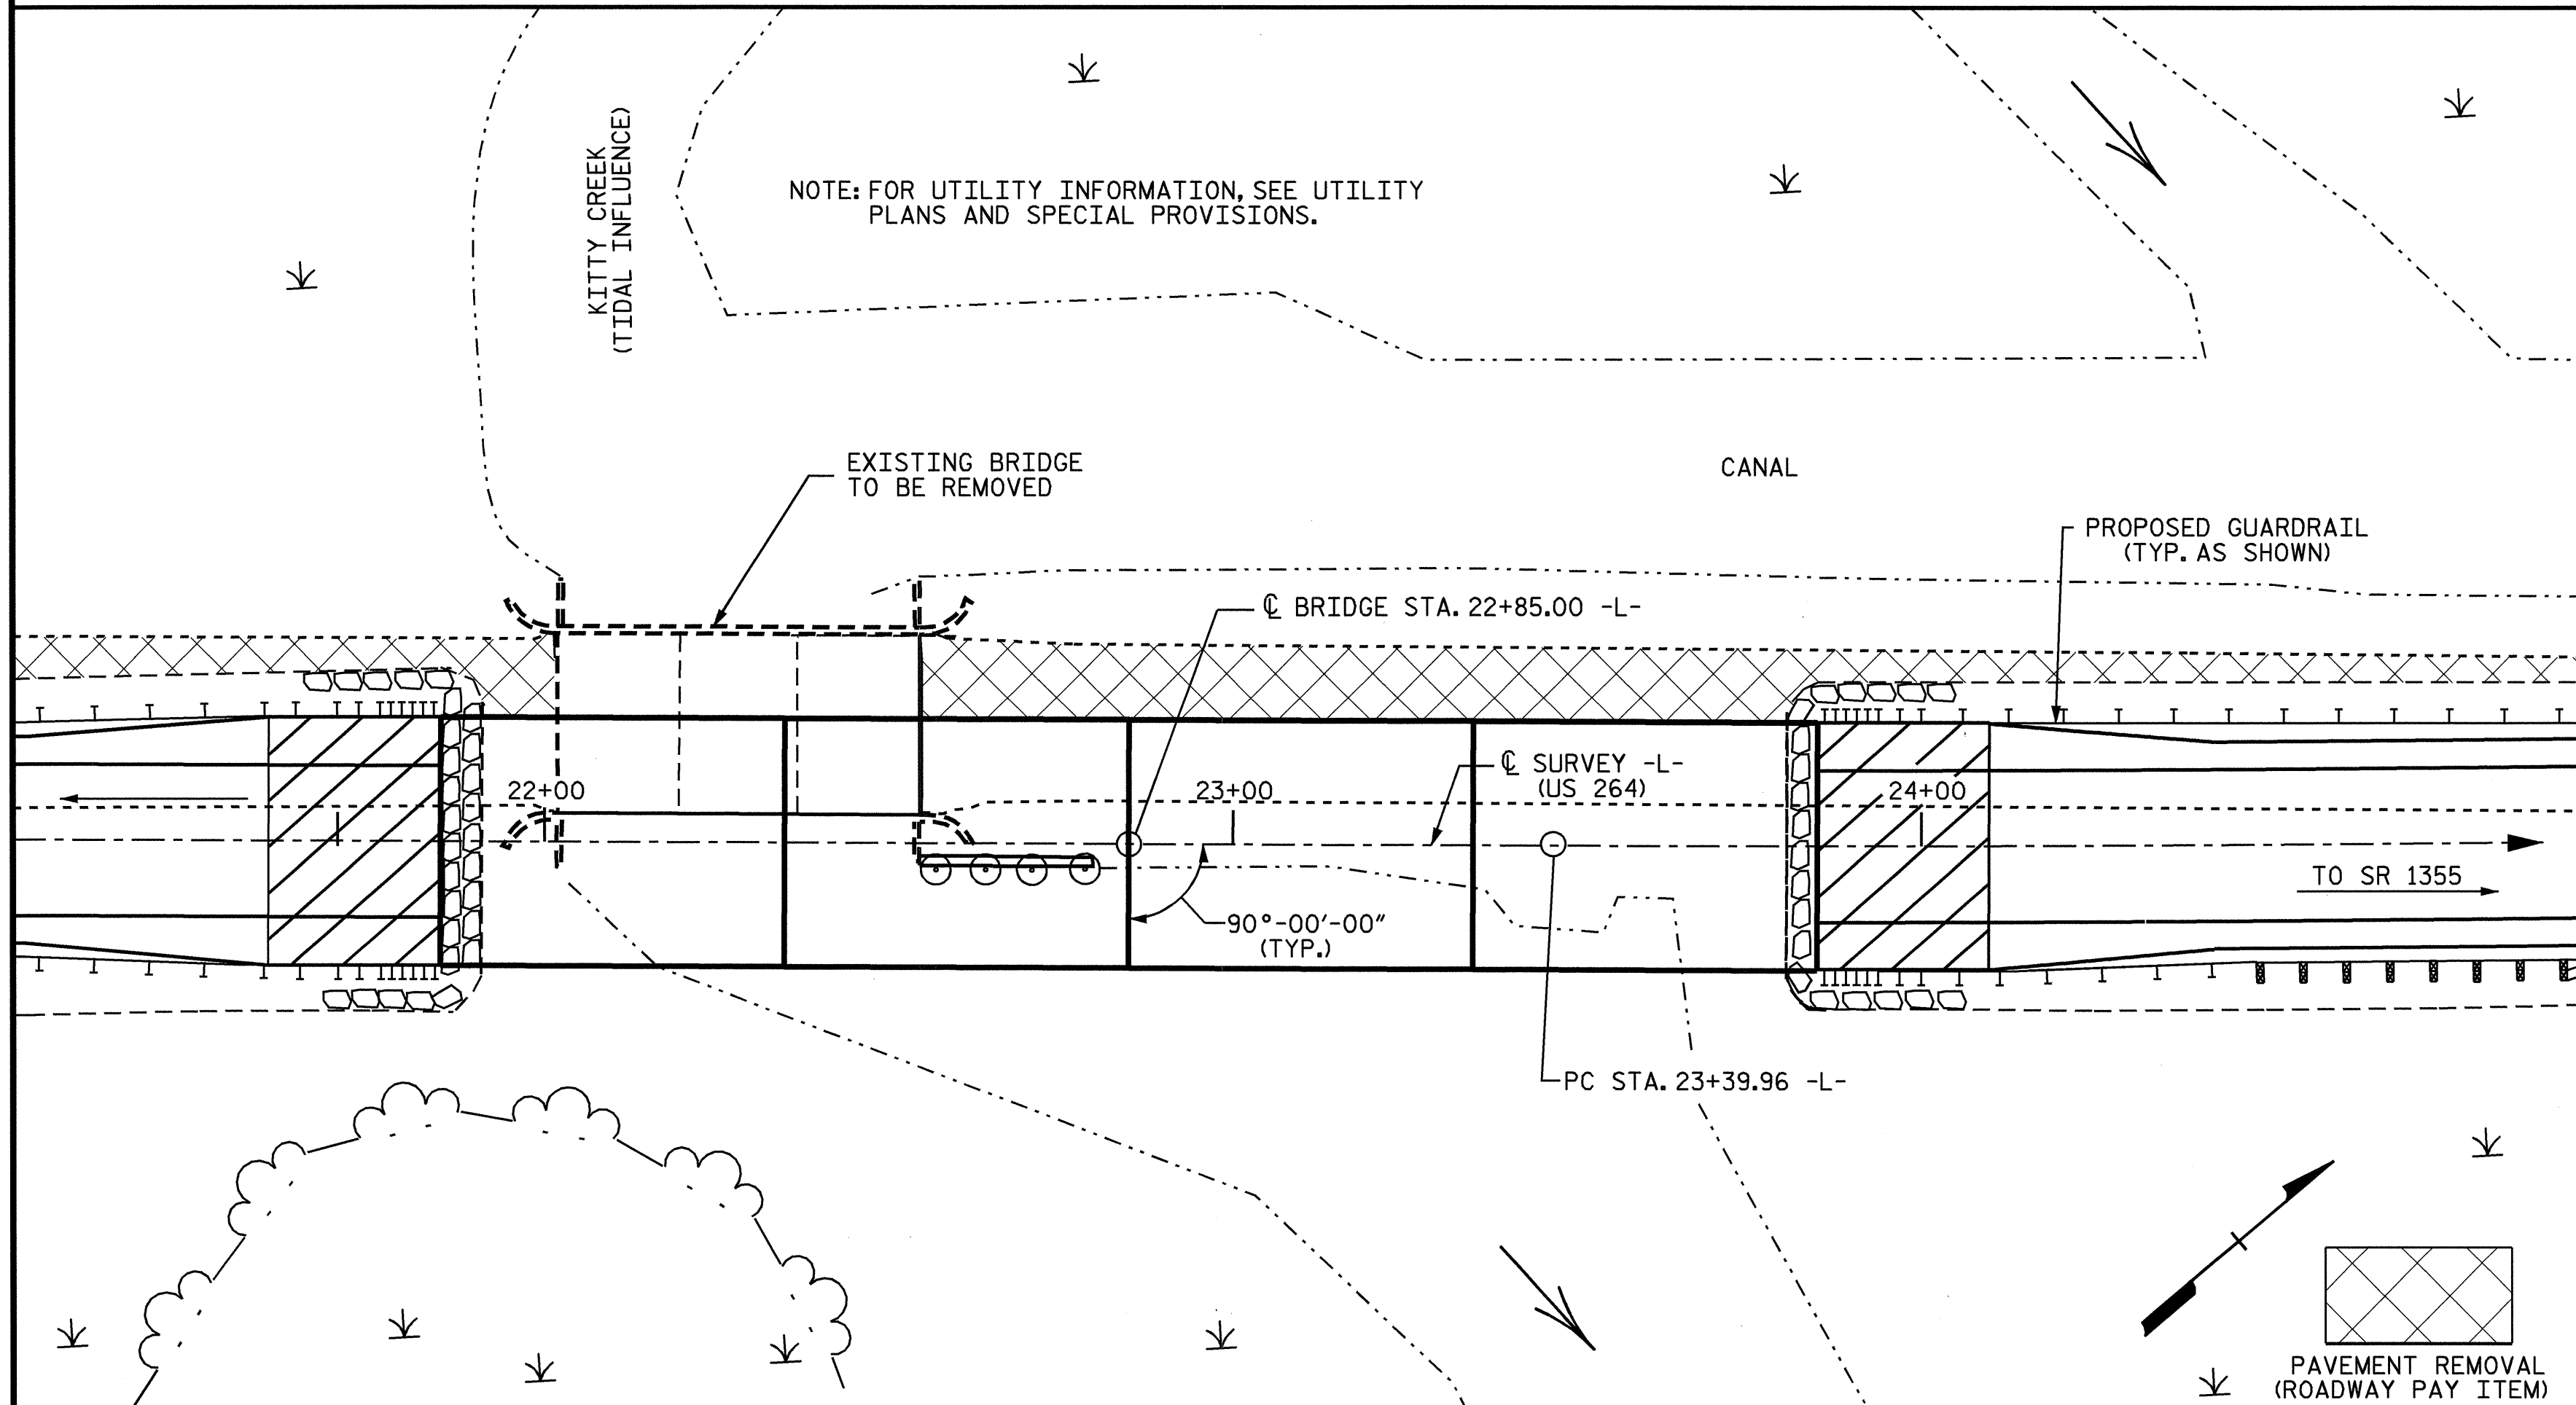 KITTY CREEK
(TIDAL INFLUENCE)
NOTE: FOR UTILITY INFORMATION, SEE UTILITY
PLANS AND SPECIAL PROVISIONS.
EXISTING BRIDGE
TO BE REMOVED
CANAL
PROPOSED GUARDRAIL
(TYP. AS SHOWN)
℄ BRIDGE STA. 22+85.00 -L-
℄ SURVEY -L-
(US 264)
22+00
23+00
24+00
TO SR 1355
90°-00'-00"
(TYP.)
PC STA. 23+39.96 -L-
PAVEMENT REMOVAL
(ROADWAY PAY ITEM)